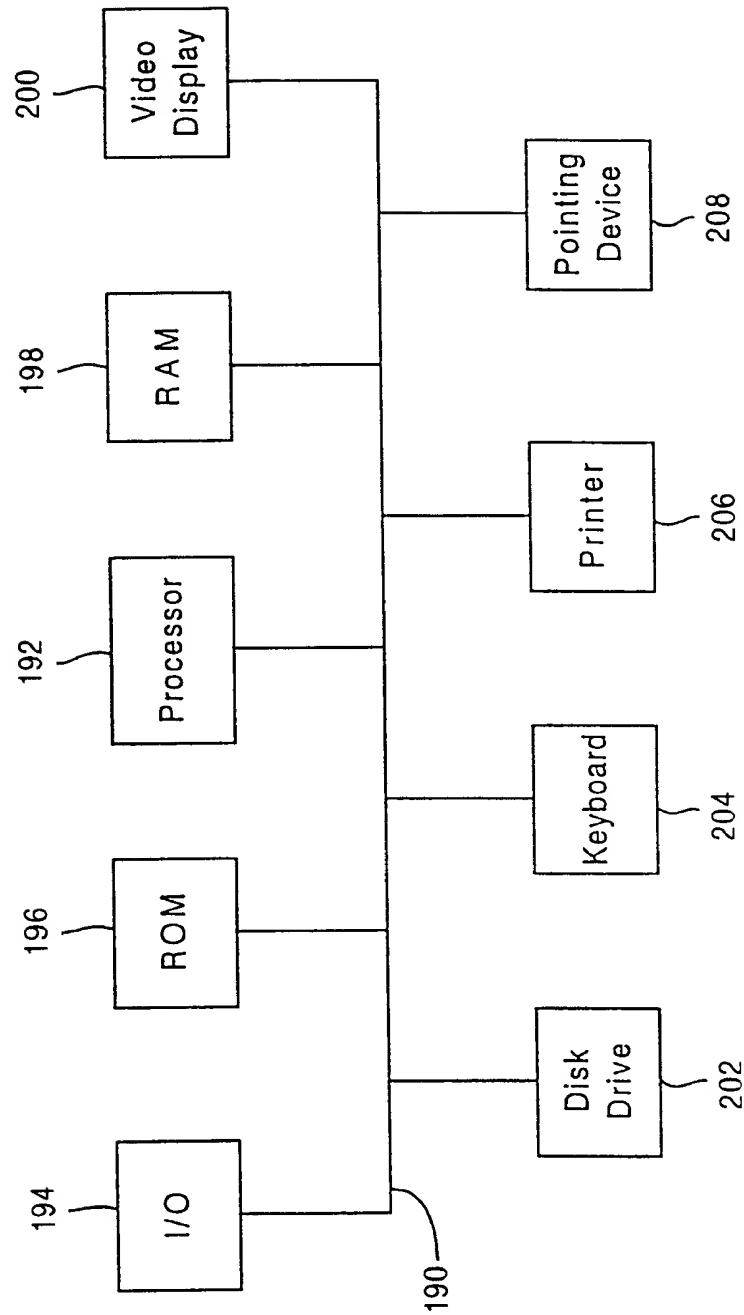 194
196
192
198
200
I/O
ROM
Processor
RAM
Video
Display
190
Disk
Drive
Keyboard
Printer
Pointing
Device
202
204
206
208